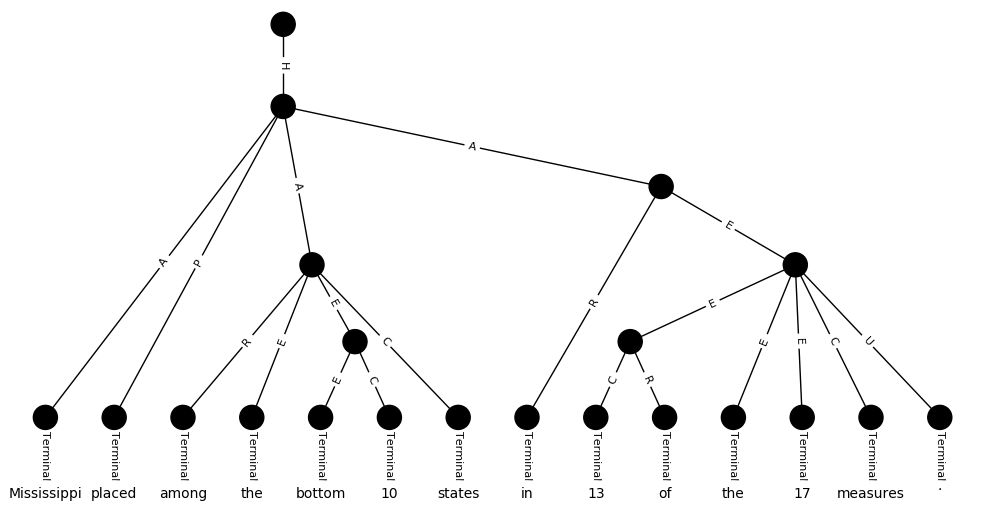 H
A
A
P
A
E
R
E
E
R
E
E
C
E
E
C
U
E
C
C
R
Terminal Terminal Terminal Terminal Terminal Terminal Terminal Terminal Terminal Terminal Terminal Terminal Terminal Terminal
Mississippi placed among the bottom 10 states in 13 of the 17 measures .